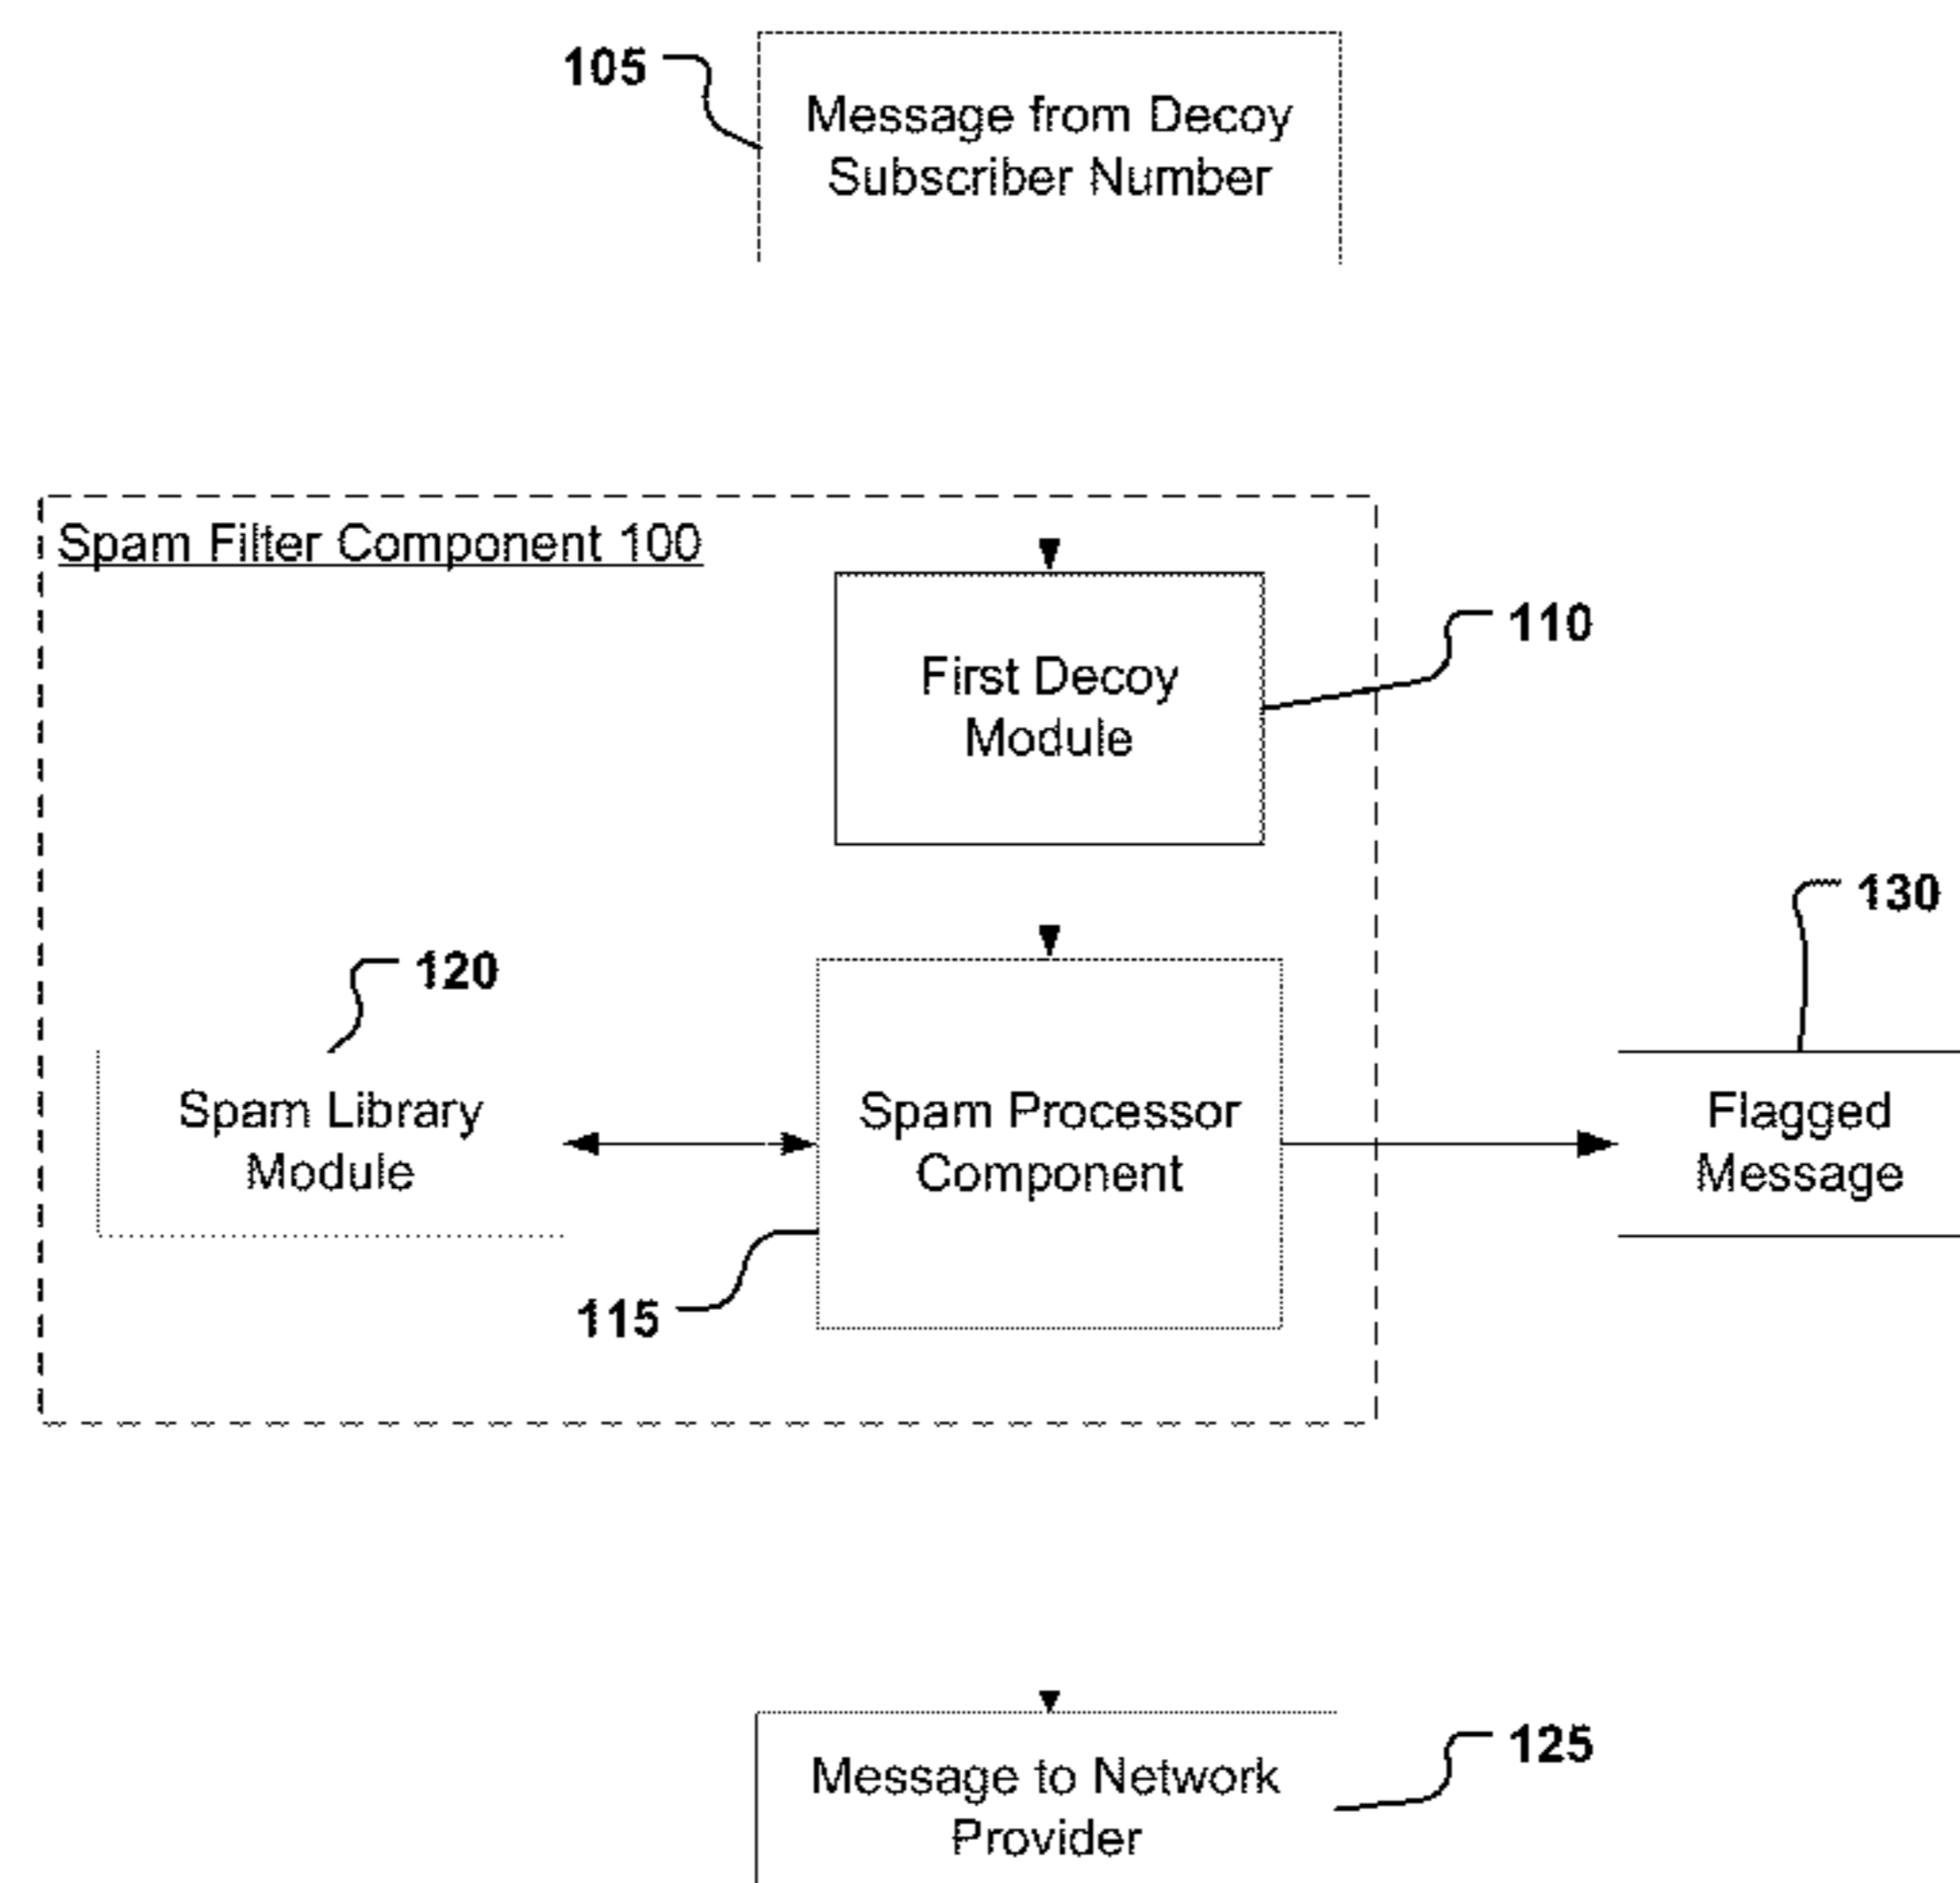 105
Message from Decoy
Subscriber Number
Spam Filter Component 100
First Decoy
Module
110
130
120
Spam Library
Module
Spam Processor
Component
Flagged
Message
115
125
Message to Network
Provider